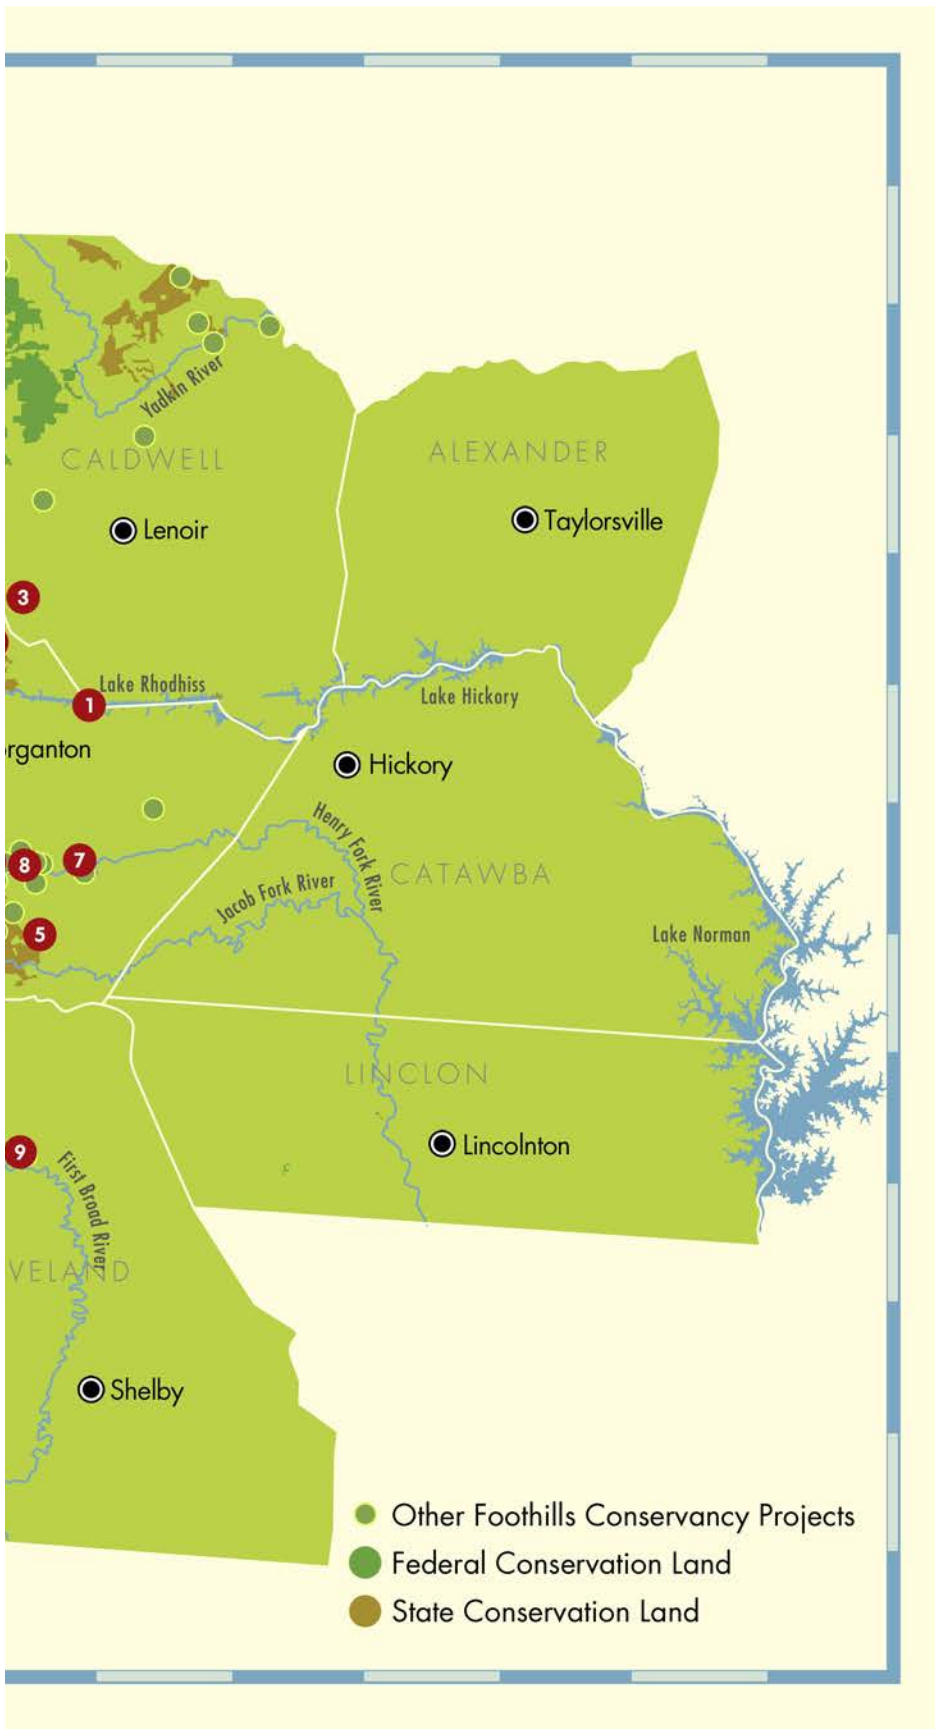 Yadkin River
CALDWELL
ALEXANDER
Lenoir
Taylorsville
3
Lake Rhodhiss
1
Lake Hickory
rganton
Hickory
Henry Fork River
8
7
CATAWBA
Jacob Fork River
5
Lake Norman
LINCLON
Lincolnton
9
First Broad River
VELAND
Shelby
Other Foothills Conservancy Projects
Federal Conservation Land
State Conservation Land